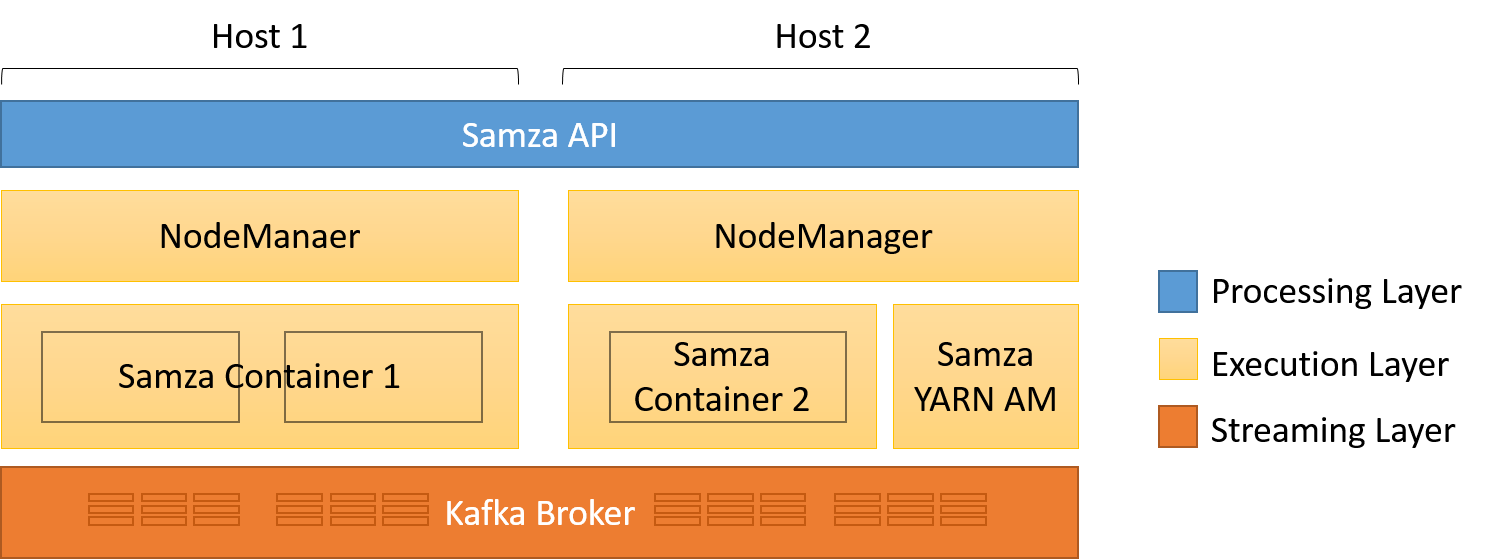 Host 1
Host 2
Samza API
NodeManaer
NodeManager
Samza Container 1
Samza
Container 2
Samza
YARN AM
Kafka Broker
Processing Layer
Execution Layer
Streaming Layer